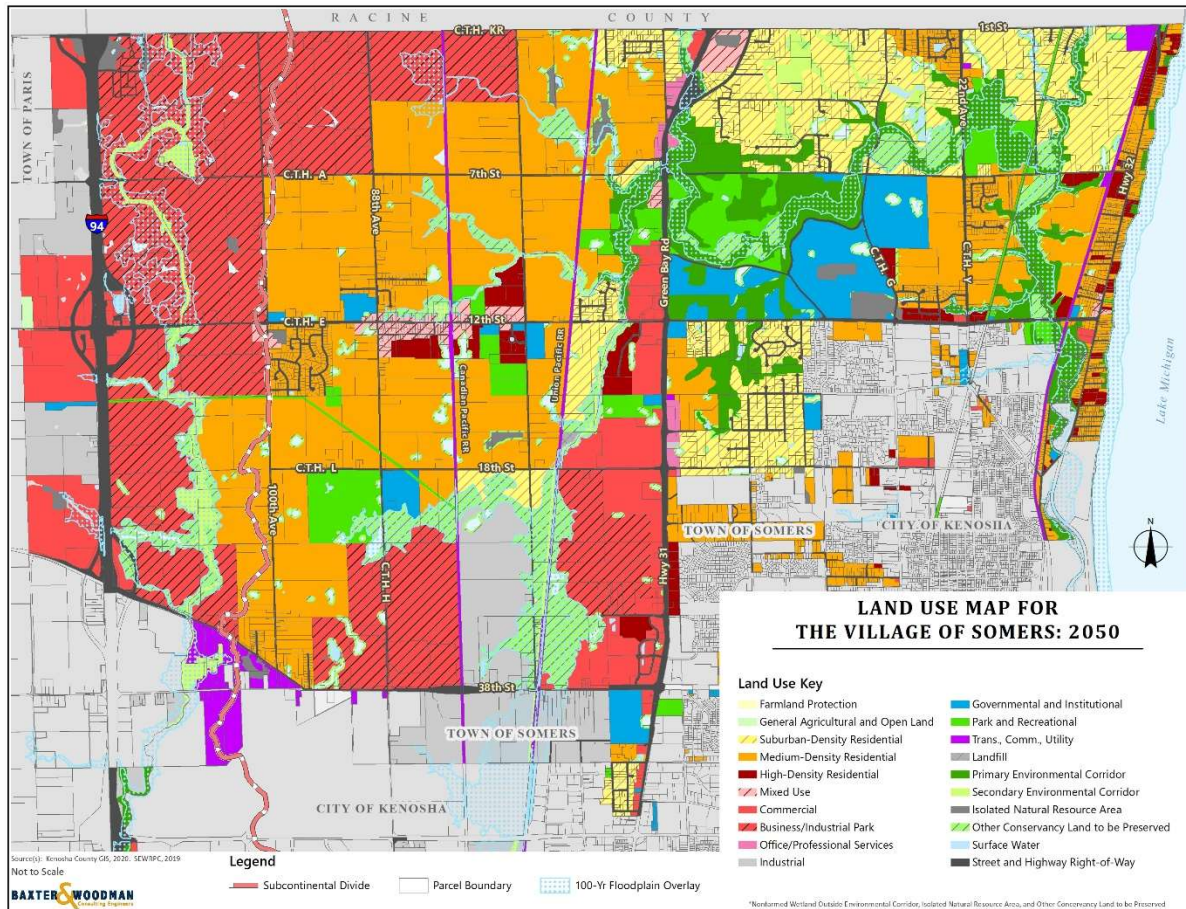 RACINE COUNTY
C.T.H. KR
1st St
TOWN OF PARIS
22nd Ave
Hwy 32
C.T.H. A
7th St
88th Ave
94
Green Bay Rd
C.T.H. G
C.T.H. Y
C.T.H. E
12th St
Canadian Pacific RR
Union Pacific RR
Lake Michigan
C.T.H. L
18th St
100th Ave
TOWN OF SOMERS
CITY OF KENOSHA
N
C.T.H. H
Hwy 31
38th St
TOWN OF SOMERS
CITY OF KENOSHA
LAND USE MAP FOR
THE VILLAGE OF SOMERS: 2050
Land Use Key
Farmland Protection
General Agricultural and Open Land
Suburban-Density Residential
Medium-Density Residential
High-Density Residential
Mixed Use
Commercial
Business/Industrial Park
Office/Professional Services
Industrial
Governmental and Institutional
Park and Recreational
Trans., Comm., Utility
Landfill
Primary Environmental Corridor
Secondary Environmental Corridor
Isolated Natural Resource Area
Other Conservancy Land to be Preserved
Surface Water
Street and Highway Right-of-Way
Source(s): Kenosha County GIS, 2020. SEWRPC, 2019
Not to Scale
BAXTER & WOODMAN
Consulting Engineers
Legend
Subcontinental Divide
Parcel Boundary
100-Yr Floodplain Overlay
*Nonfarmed Wetland Outside Environmental Corridor, Isolated Natural Resource Area, and Other Conservancy Land to be Preserved